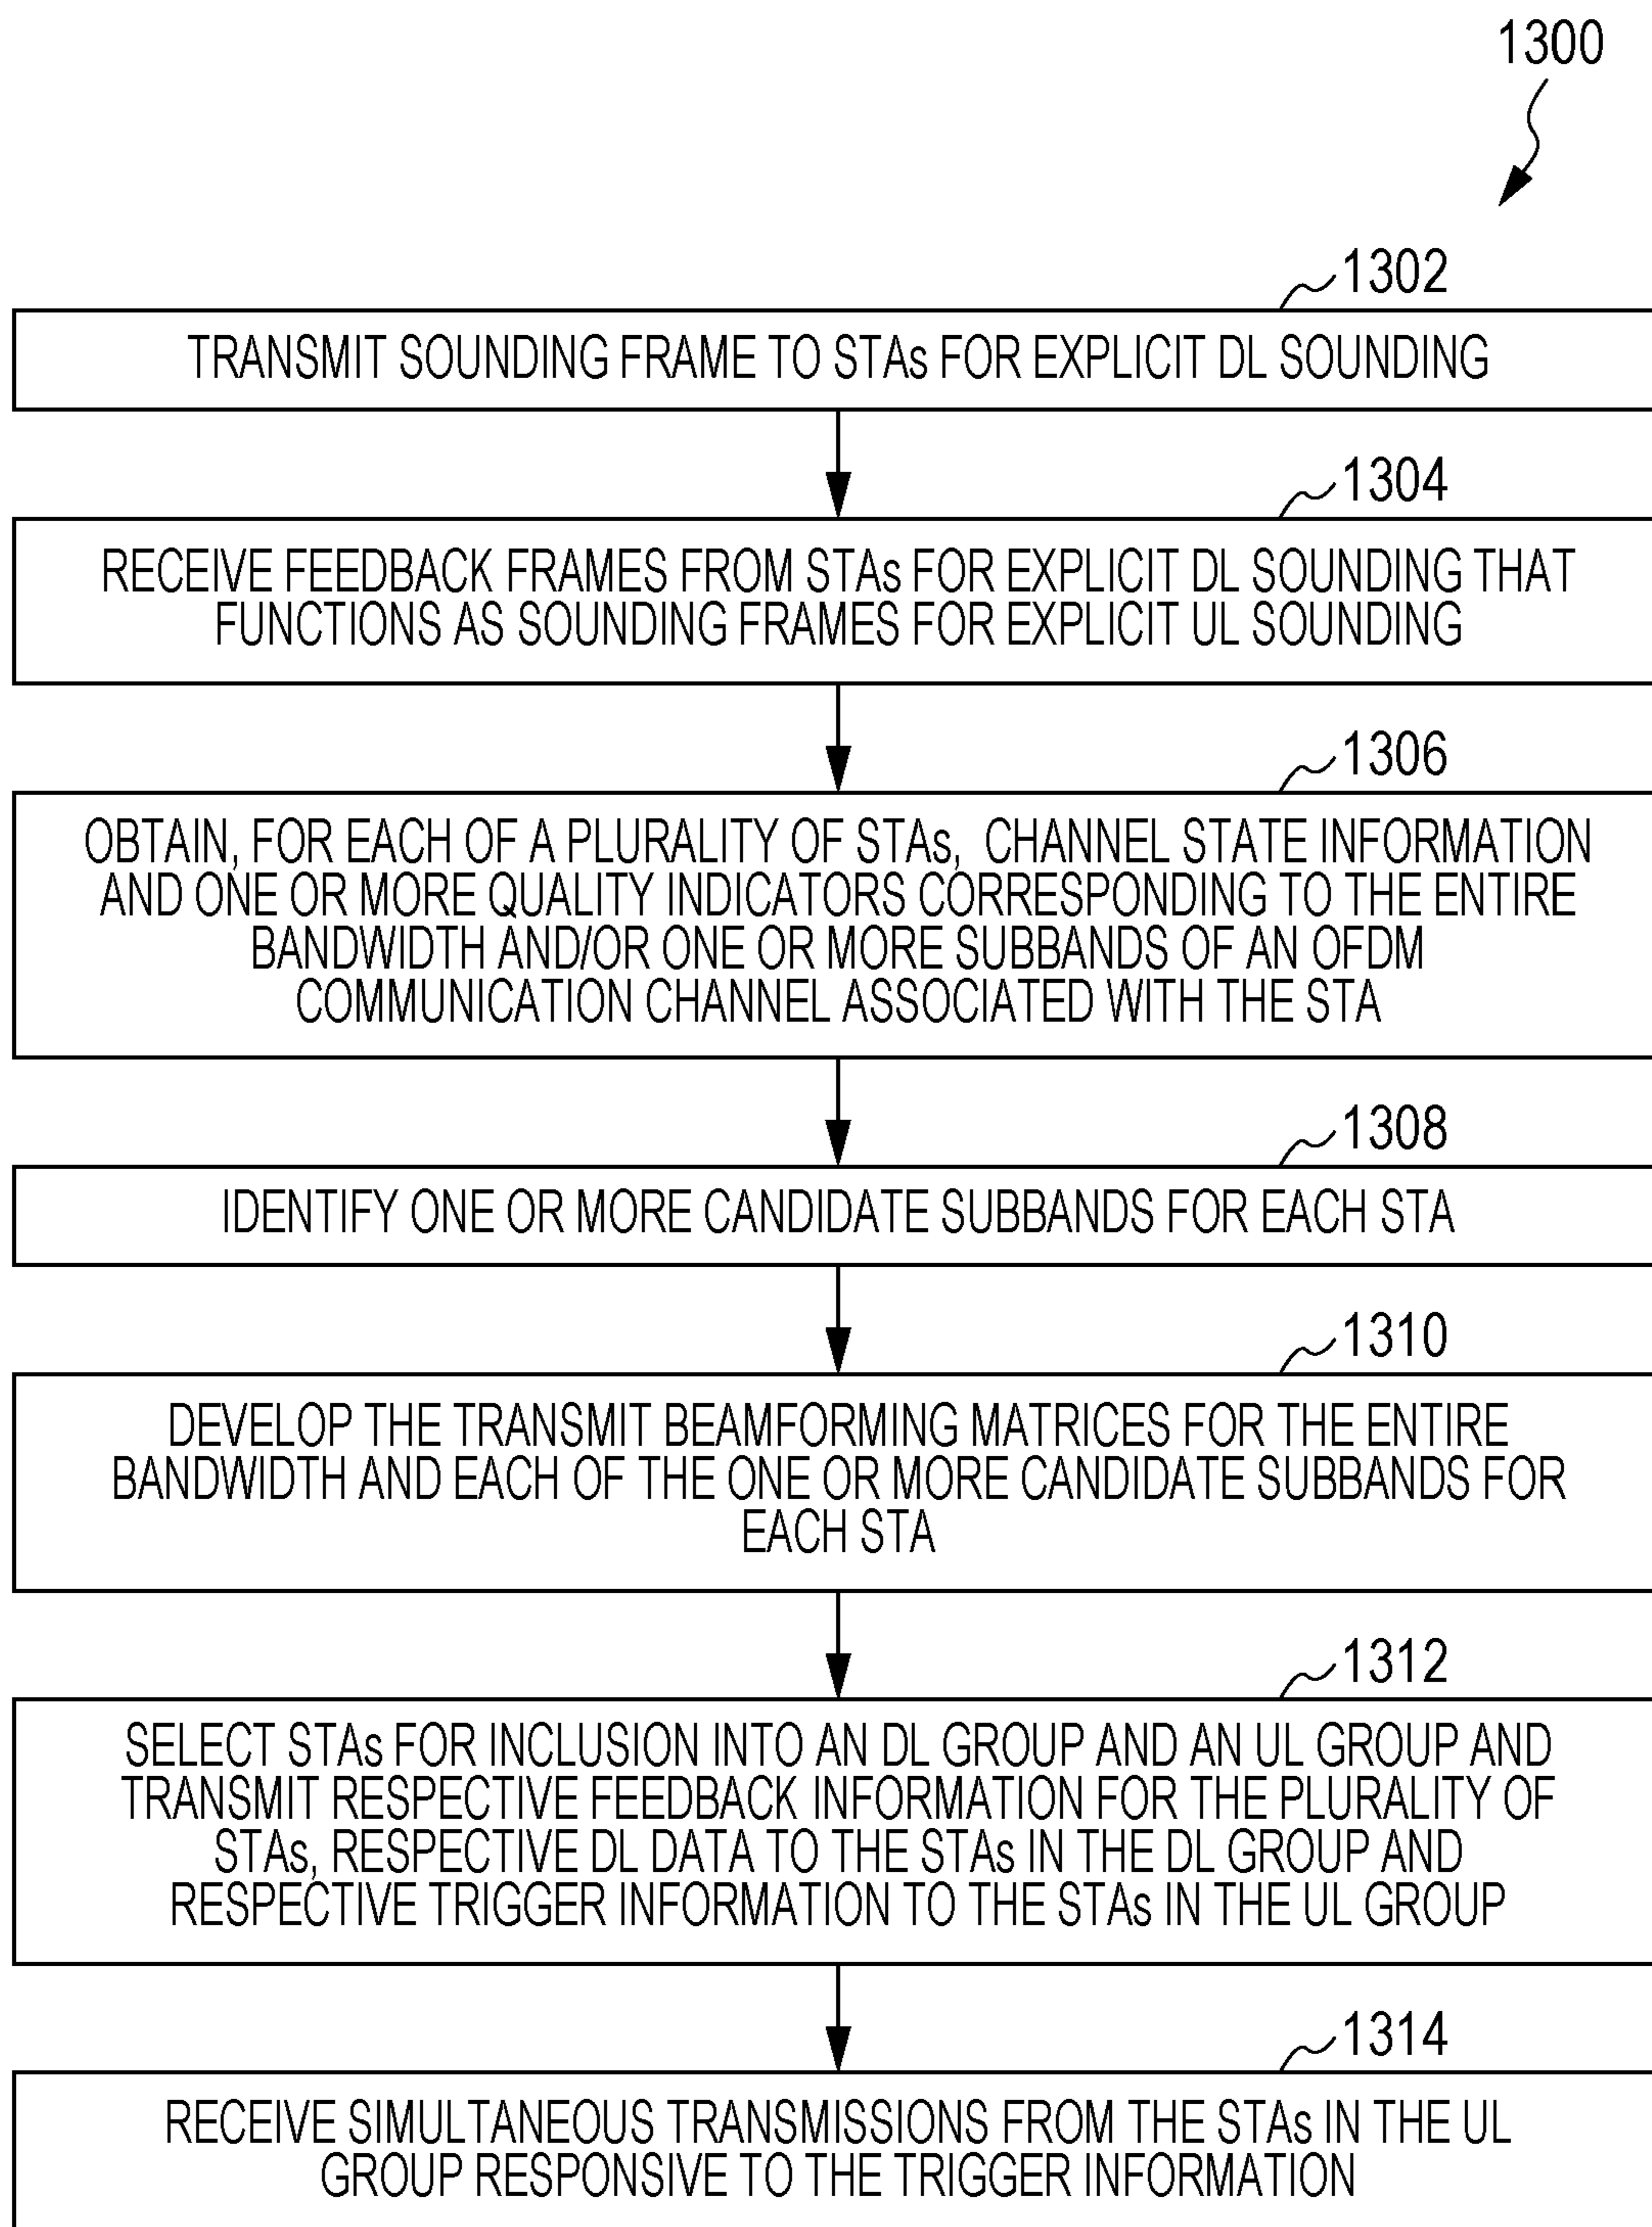 1300
1302
TRANSMIT SOUNDING FRAME TO STAs FOR EXPLICIT DL SOUNDING
1304
RECEIVE FEEDBACK FRAMES FROM STAs FOR EXPLICIT DL SOUNDING THAT
FUNCTIONS AS SOUNDING FRAMES FOR EXPLICIT UL SOUNDING
1306
OBTAIN, FOR EACH OF A PLURALITY OF STAs, CHANNEL STATE INFORMATION
AND ONE OR MORE QUALITY INDICATORS CORRESPONDING TO THE ENTIRE
BANDWIDTH AND/OR ONE OR MORE SUBBANDS OF AN OFDM
COMMUNICATION CHANNEL ASSOCIATED WITH THE STA
1308
IDENTIFY ONE OR MORE CANDIDATE SUBBANDS FOR EACH STA
1310
DEVELOP THE TRANSMIT BEAMFORMING MATRICES FOR THE ENTIRE
BANDWIDTH AND EACH OF THE ONE OR MORE CANDIDATE SUBBANDS FOR
EACH STA
1312
SELECT STAs FOR INCLUSION INTO AN DL GROUP AND AN UL GROUP AND
TRANSMIT RESPECTIVE FEEDBACK INFORMATION FOR THE PLURALITY OF
STAs, RESPECTIVE DL DATA TO THE STAs IN THE DL GROUP AND
RESPECTIVE TRIGGER INFORMATION TO THE STAs IN THE UL GROUP
1314
RECEIVE SIMULTANEOUS TRANSMISSIONS FROM THE STAs IN THE UL
GROUP RESPONSIVE TO THE TRIGGER INFORMATION